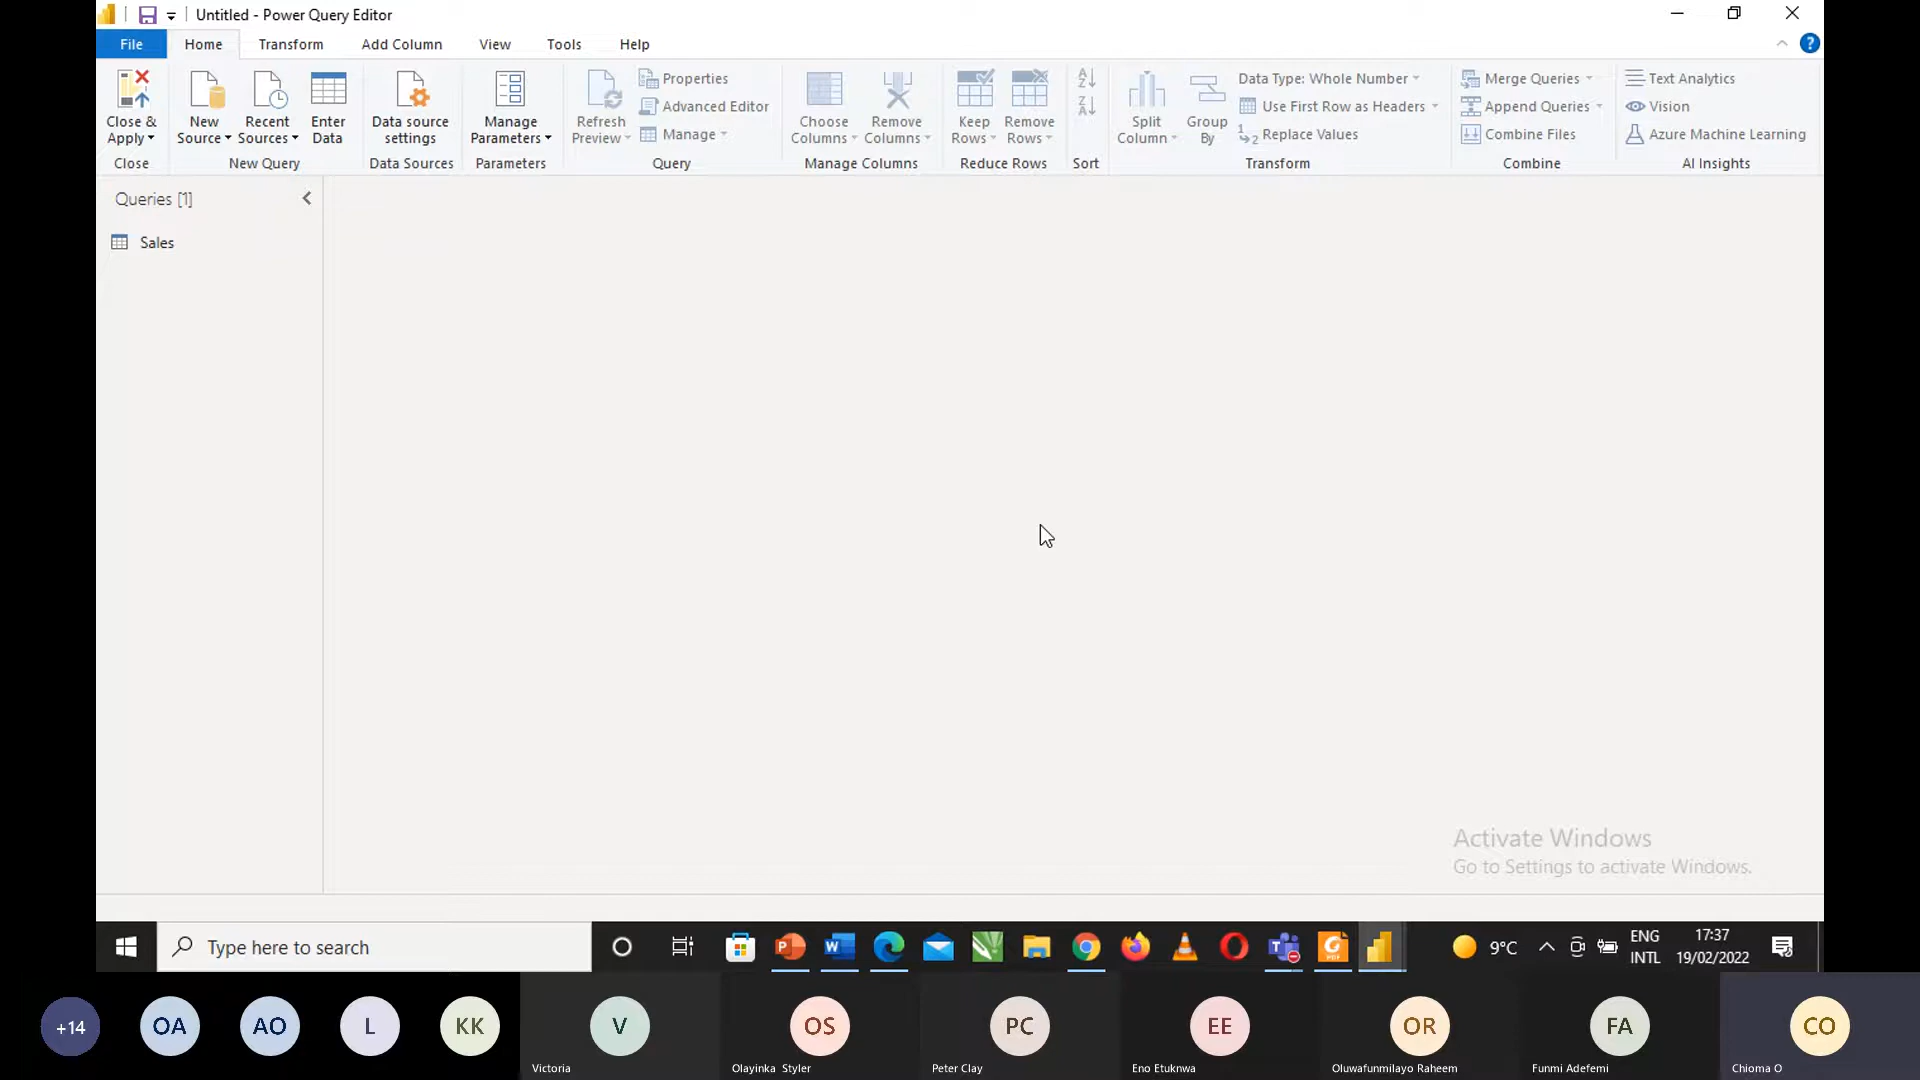 Untitled - Power Query Editor
File Home Transform Add Column View Tools Help
Close & Apply
New Source
Recent Sources
Enter Data
Data source settings
Manage Parameters
Refresh Preview
Properties
Advanced Editor
Manage
Choose Columns
Remove Columns
Keep Rows
Remove Rows
Split Column
Group By
Data Type: Whole Number
Use First Row as Headers
Replace Values
Merge Queries
Append Queries
Combine Files
Text Analytics
Vision
Azure Machine Learning
Close New Query Data Sources Parameters Query Manage Columns Reduce Rows Sort Transform Combine AI Insights
Queries [1]
Sales
Activate Windows
Go to Settings to activate Windows.
Type here to search
9°C
ENG
INTL
17:37
19/02/2022
+14 OA AO L KK V OS PC EE OR FA CO
Victoria Olayinka Styler Peter Clay Eno Etuknwa Oluwafunmilayo Raheem Funmi Adefemi Chioma O